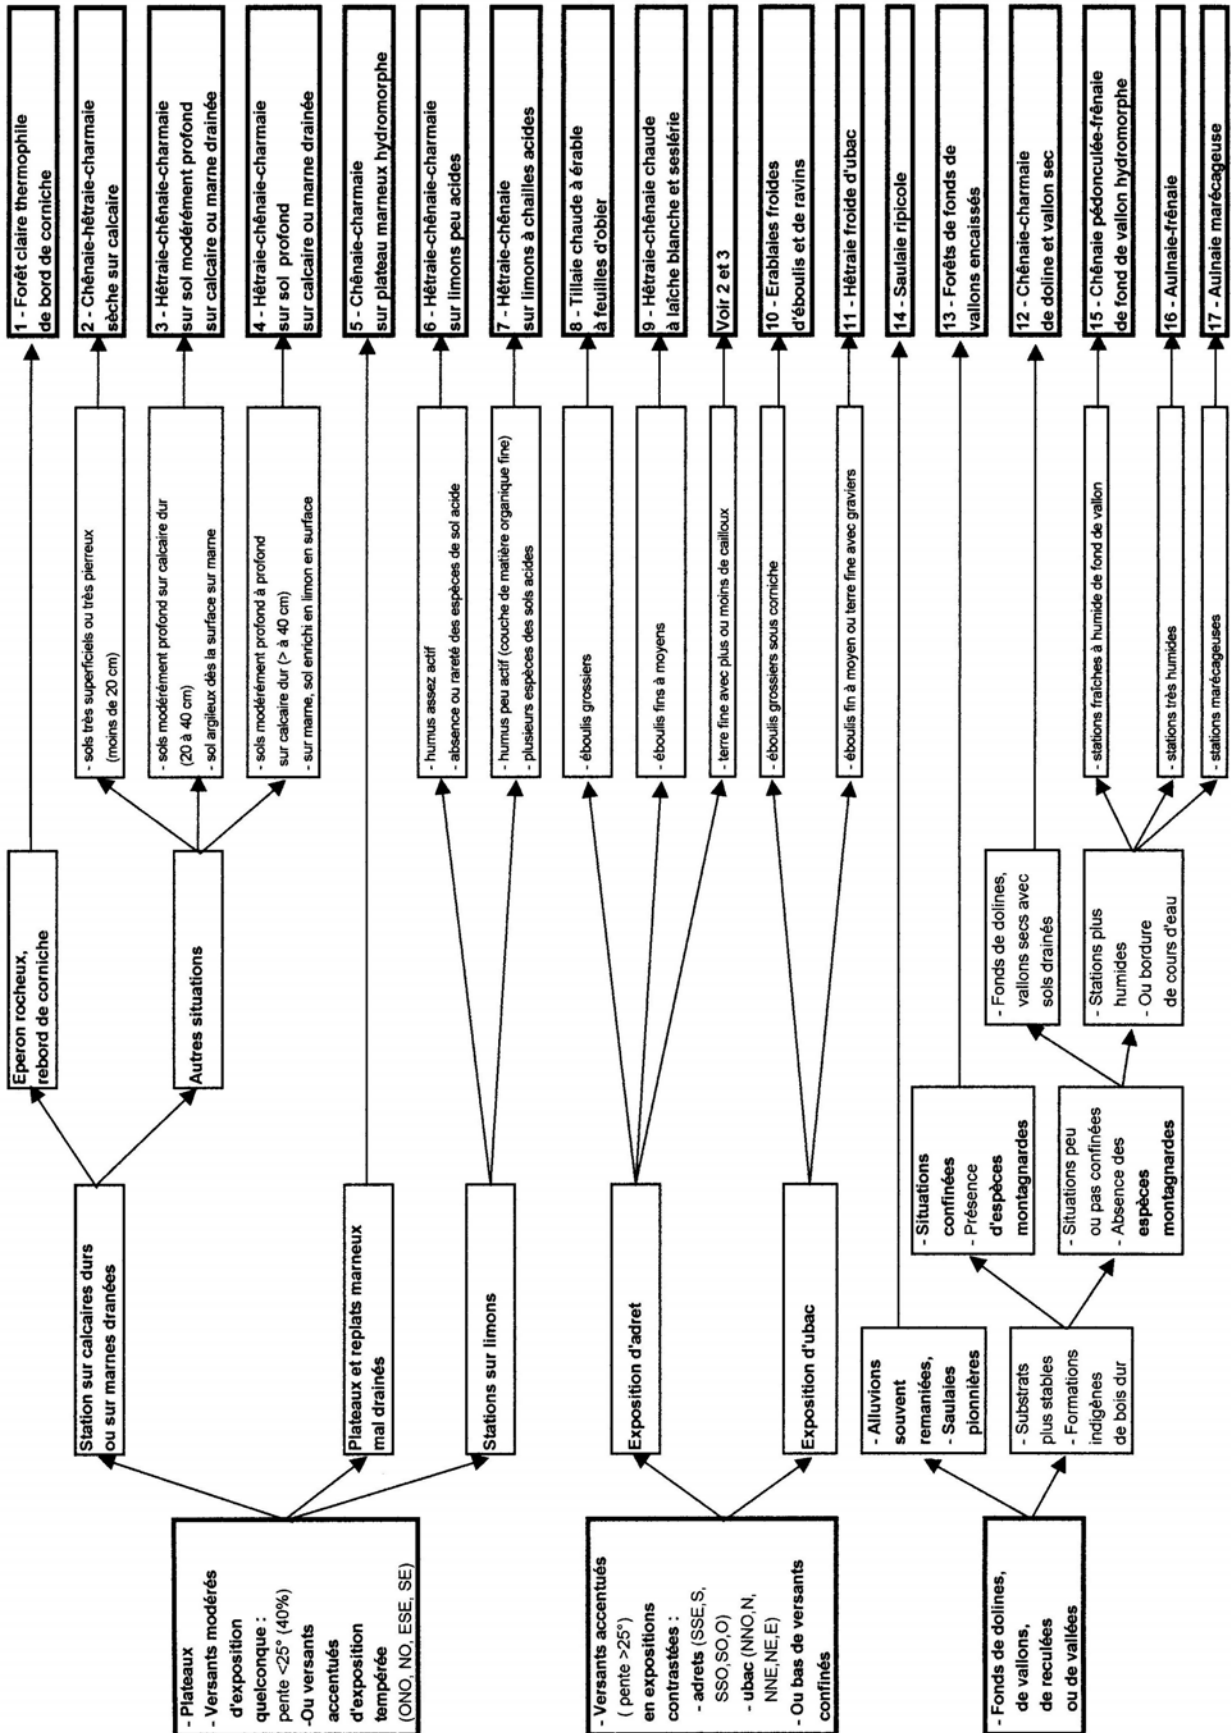 - Plateaux
- Versants modérés
d'exposition
quelconque :
pente <25° (40%)
-Ou versants
accentués
d'exposition
tempérée
(ONO, NO, ESE, SE)
- Versants accentués
( pente >25°)
en expositions
contrastées :
- adrets (SSE,S,
SSO,SO,O)
- ubac (NNO,N,
NNE,NE,E)
- Ou bas de versants
confinés
- Fonds de dolines,
de vallons,
de reculées
ou de vallées
Station sur calcaires durs
ou sur marnes dranées
Plateaux et replats marneux
mal drainés
Stations sur limons
Exposition d'adret
Exposition d'ubac
- Alluvions
souvent
remaniées,
- Saulaies
pionnières
- Substrats
plus stables
- Formations
indigènes
de bois dur
- Situations
confinées
- Présence
d'espèces
montagnardes
- Situations peu
ou pas confinées
- Absence des
espèces
montagnardes
Eperon rocheux,
rebord de corniche
Autres situations
- Fonds de dolines,
vallons secs avec
sols drainés
- Stations plus
humides
- Ou bordure
de cours d'eau
- sols très superficiels ou très pierreux
(moins de 20 cm)
- sols modérément profond sur calcaire dur
(20 à 40 cm)
- sol argileux dès la surface sur marne
- sols modérément profond à profond
sur calcaire dur (> à 40 cm)
- sur marne, sol enrichi en limon en surface
- humus assez actif
- absence ou rareté des espèces de sol acide
- humus peu actif (couche de matière organique fine)
- plusieurs espèces des sols acides
- éboulis grossiers
- éboulis fins à moyens
- terre fine avec plus ou moins de cailloux
- éboulis grossiers sous corniche
- éboulis fin à moyen ou terre fine avec graviers
- stations fraîches à humide de fond de vallon
- stations très humides
- stations marécageuses
1 - Forêt claire thermophile
de bord de corniche
2 - Chênaie-hêtraie-charmaie
sèche sur calcaire
3 - Hêtraie-chênaie-charmaie
sur sol modérément profond
sur calcaire ou marne drainée
4 - Hêtraie-chênaie-charmaie
sur sol profond
sur calcaire ou marne drainée
5 - Chênaie-charmaie
sur plateau marneux hydromorphe
6 - Hêtraie-chênaie-charmaie
sur limons peu acides
7 - Hêtraie-chênaie
sur limons à chailles acides
8 - Tillaie chaude à érable
à feuilles d'obier
9 - Hêtraie-chênaie chaude
à laîche blanche et seslérie
Voir 2 et 3
10 - Erablaies froides
d'éboulis et de ravins
11 - Hêtraie froide d'ubac
14 - Saulaie ripicole
13 - Forêts de fonds de
vallons encaissés
12 - Chênaie-charmaie
de doline et vallon sec
15 - Chênaie pédonculée-frênaie
de fond de vallon hydromorphe
16 - Aulnaie-frênaie
17 - Aulnaie marécageuse